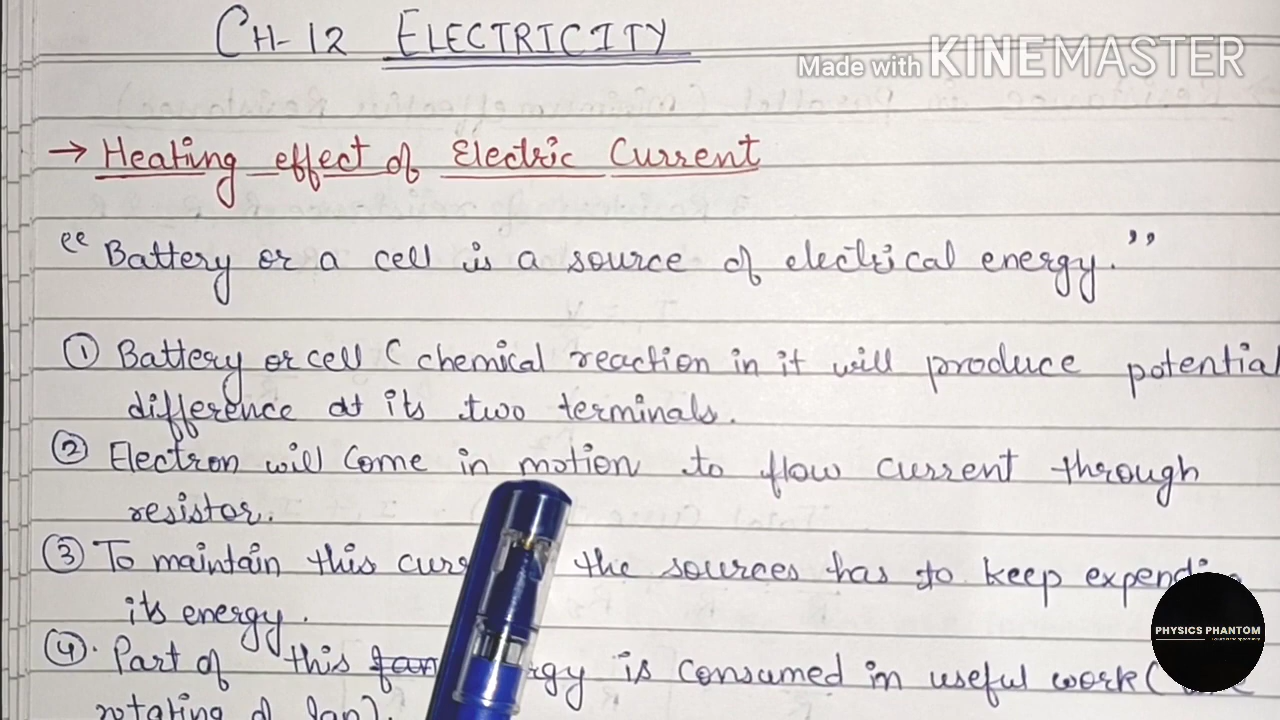 CH-12 ELECTRICITY
Made with KINEMASTER
→ Heating effect of Electric Current
“ Battery or a cell is a source of electrical energy. ”
① Battery or cell ( chemical reaction in it will produce potential
difference at its two terminals.
② Electron will Come in motion to flow current through
resistor.
③ To maintain this the sources has to keep
its energy.
PHYSICS PHANTOM
④. Part of this is consumed in useful work (
rotating of fan).